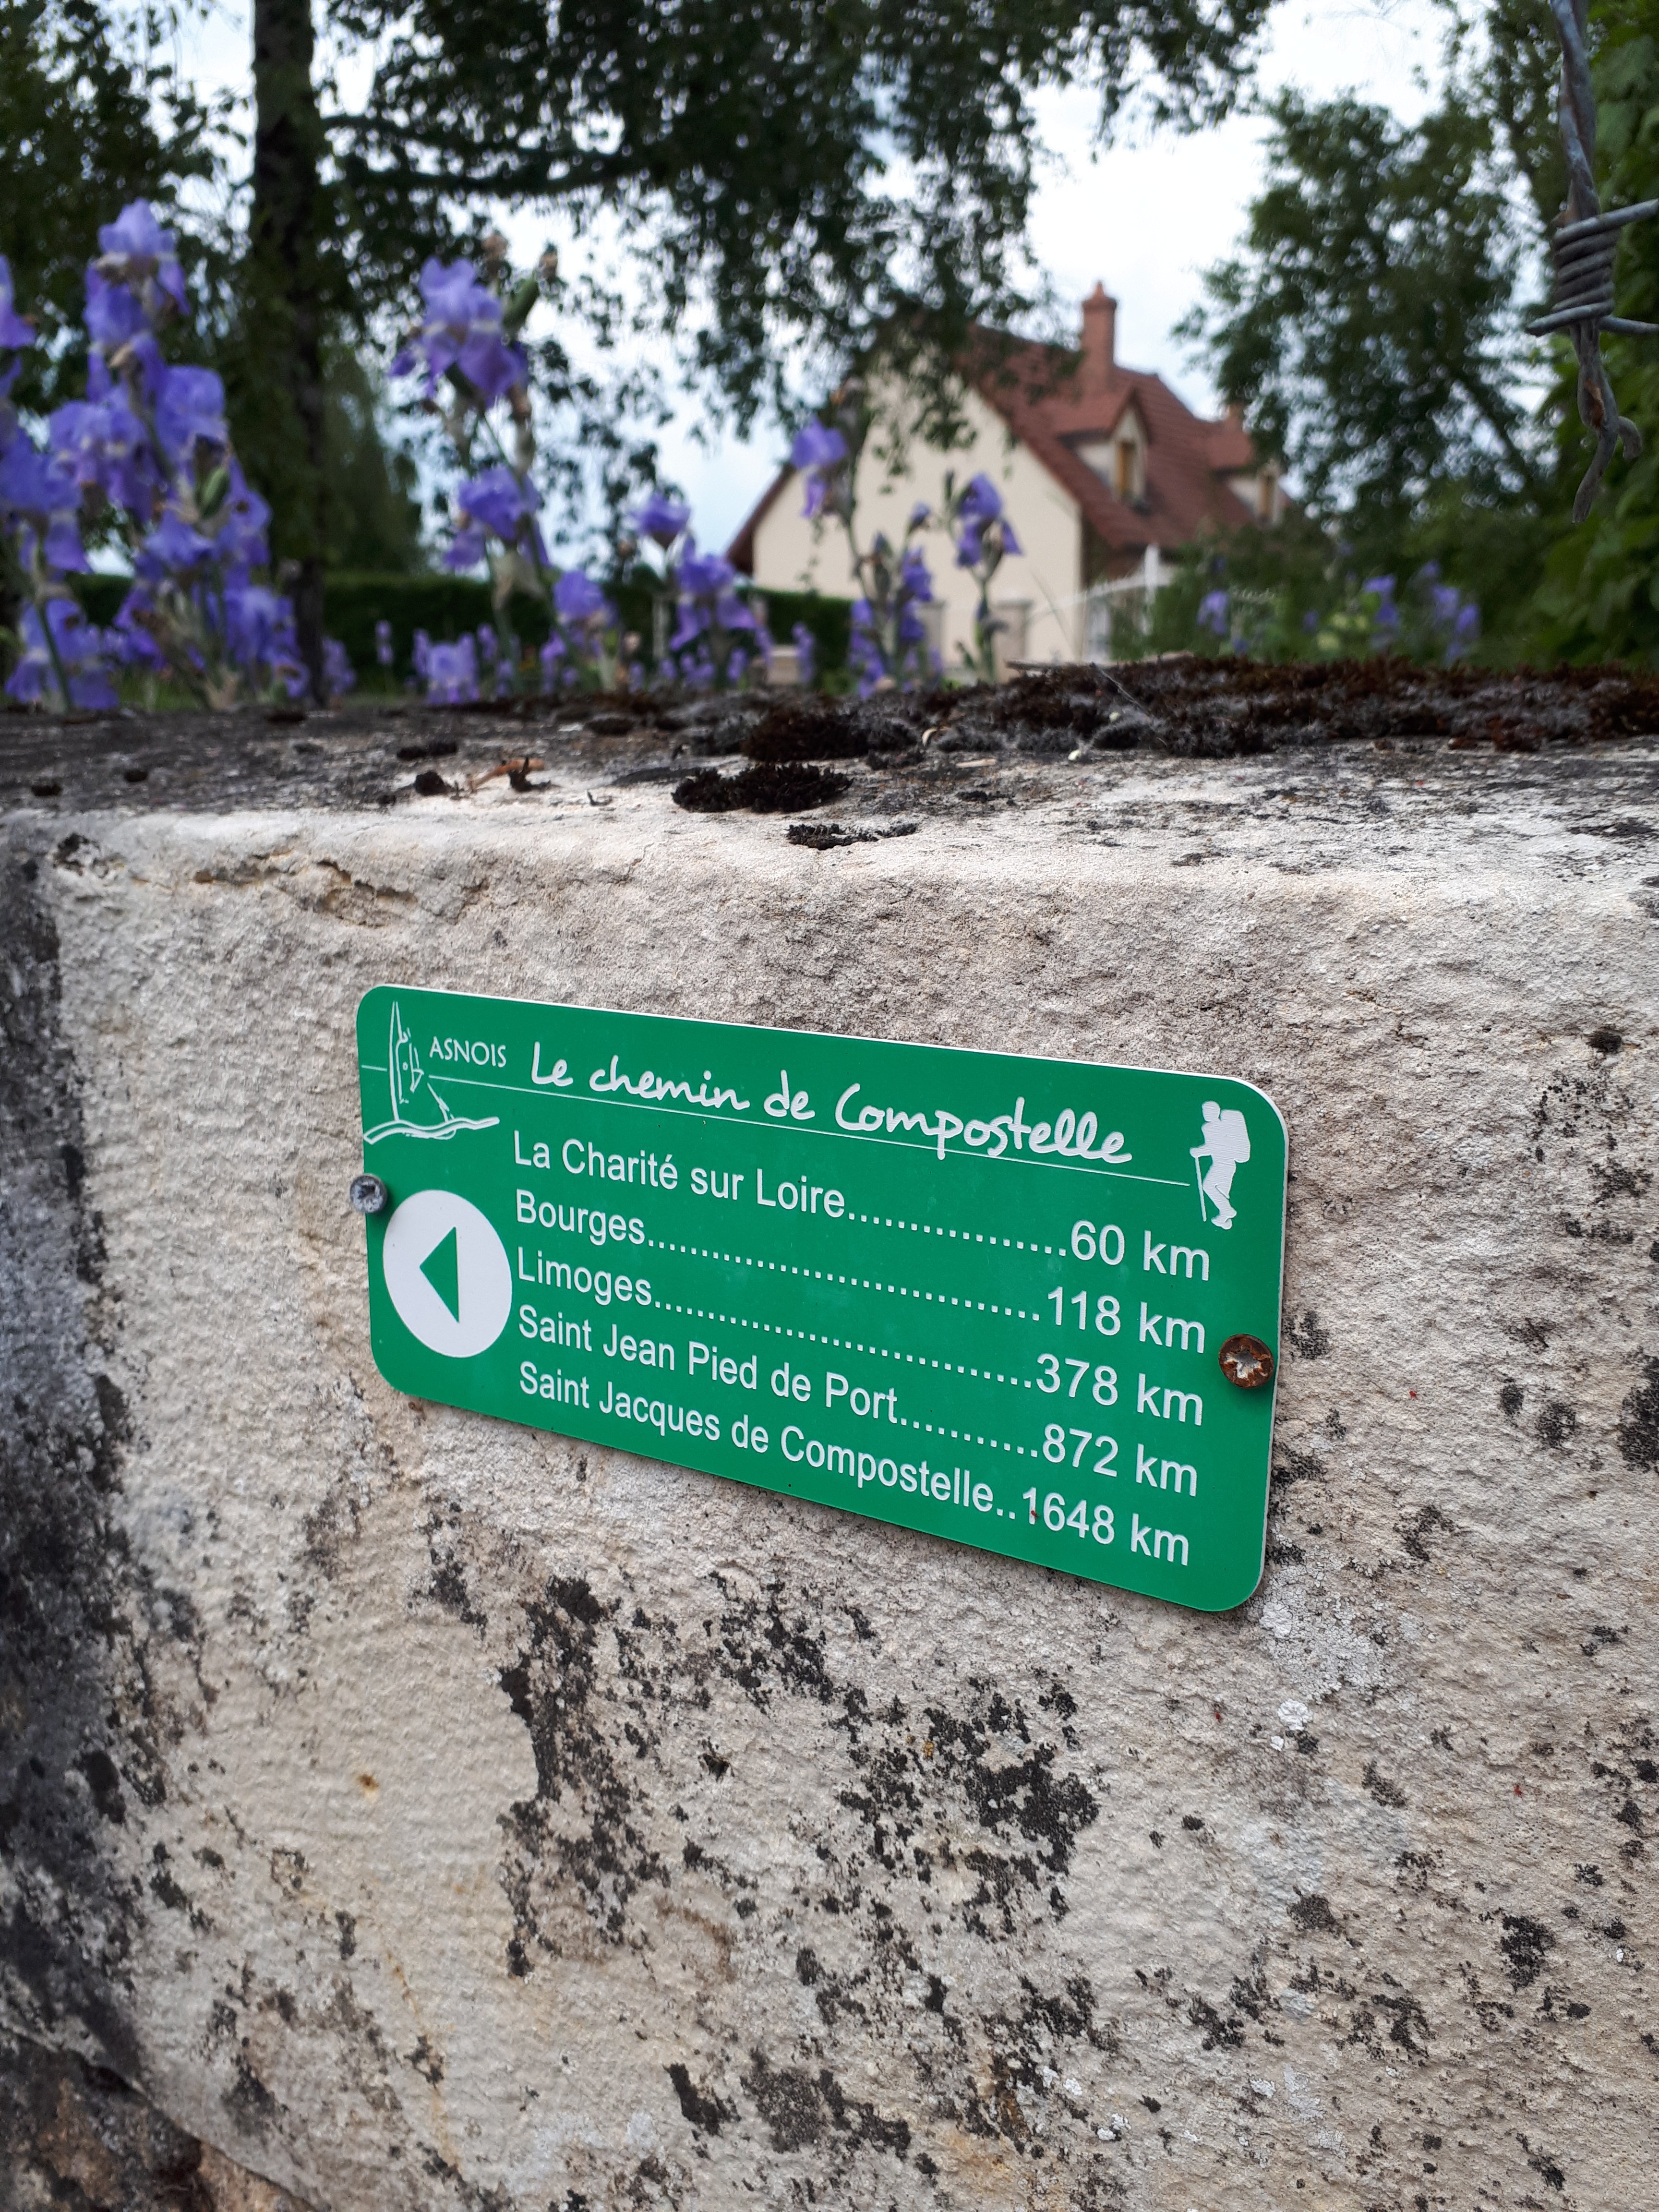 ASNOIS Le chemin de Compostelle
La Charité sur Loire.................60 km
Bourges...............................118 km
Limoges..............................378 km
Saint Jean Pied de Port...........872 km
Saint Jacques de Compostelle..1648 km